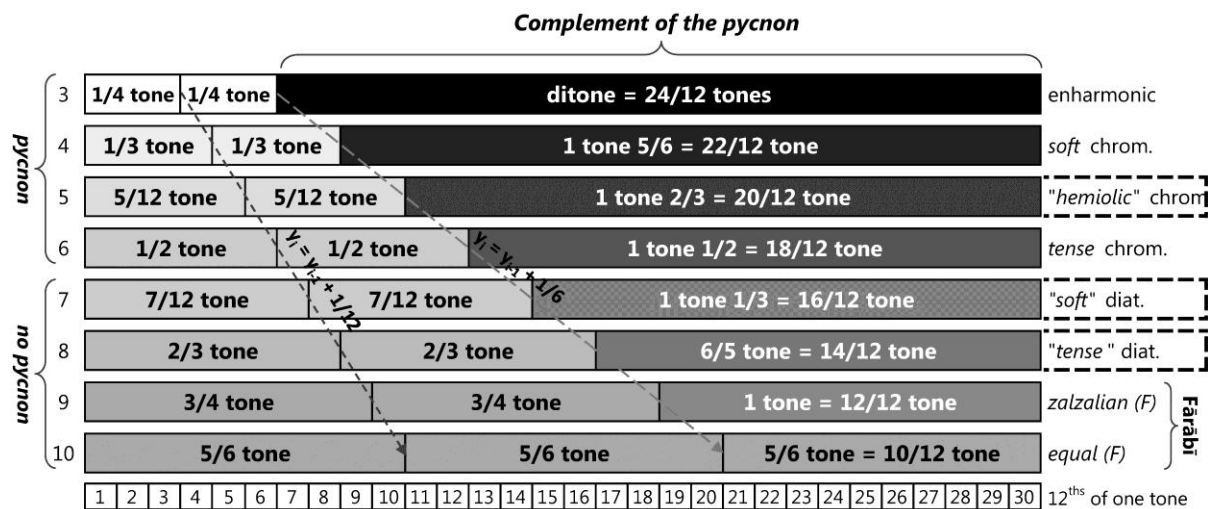 Complement of the pycnon
pycnon
3 1/4 tone 1/4 tone ditone = 24/12 tones enharmonic
4 1/3 tone 1/3 tone 1 tone 5/6 = 22/12 tone soft chrom.
5 5/12 tone 5/12 tone 1 tone 2/3 = 20/12 tone "hemiolic" chrom
6 1/2 tone 1/2 tone 1 tone 1/2 = 18/12 tone tense chrom.
yᵢ = yᵢ₋₁ + 1/12
yᵢ = yᵢ₋₁ + 1/6
no pycnon
7 7/12 tone 7/12 tone 1 tone 1/3 = 16/12 tone "soft" diat.
8 2/3 tone 2/3 tone 6/5 tone = 14/12 tone "tense" diat.
9 3/4 tone 3/4 tone 1 tone = 12/12 tone zalzalian (F)
10 5/6 tone 5/6 tone 5/6 tone = 10/12 tone equal (F)
Fārābī
1 2 3 4 5 6 7 8 9 10 11 12 13 14 15 16 17 18 19 20 21 22 23 24 25 26 27 28 29 30 12ths of one tone